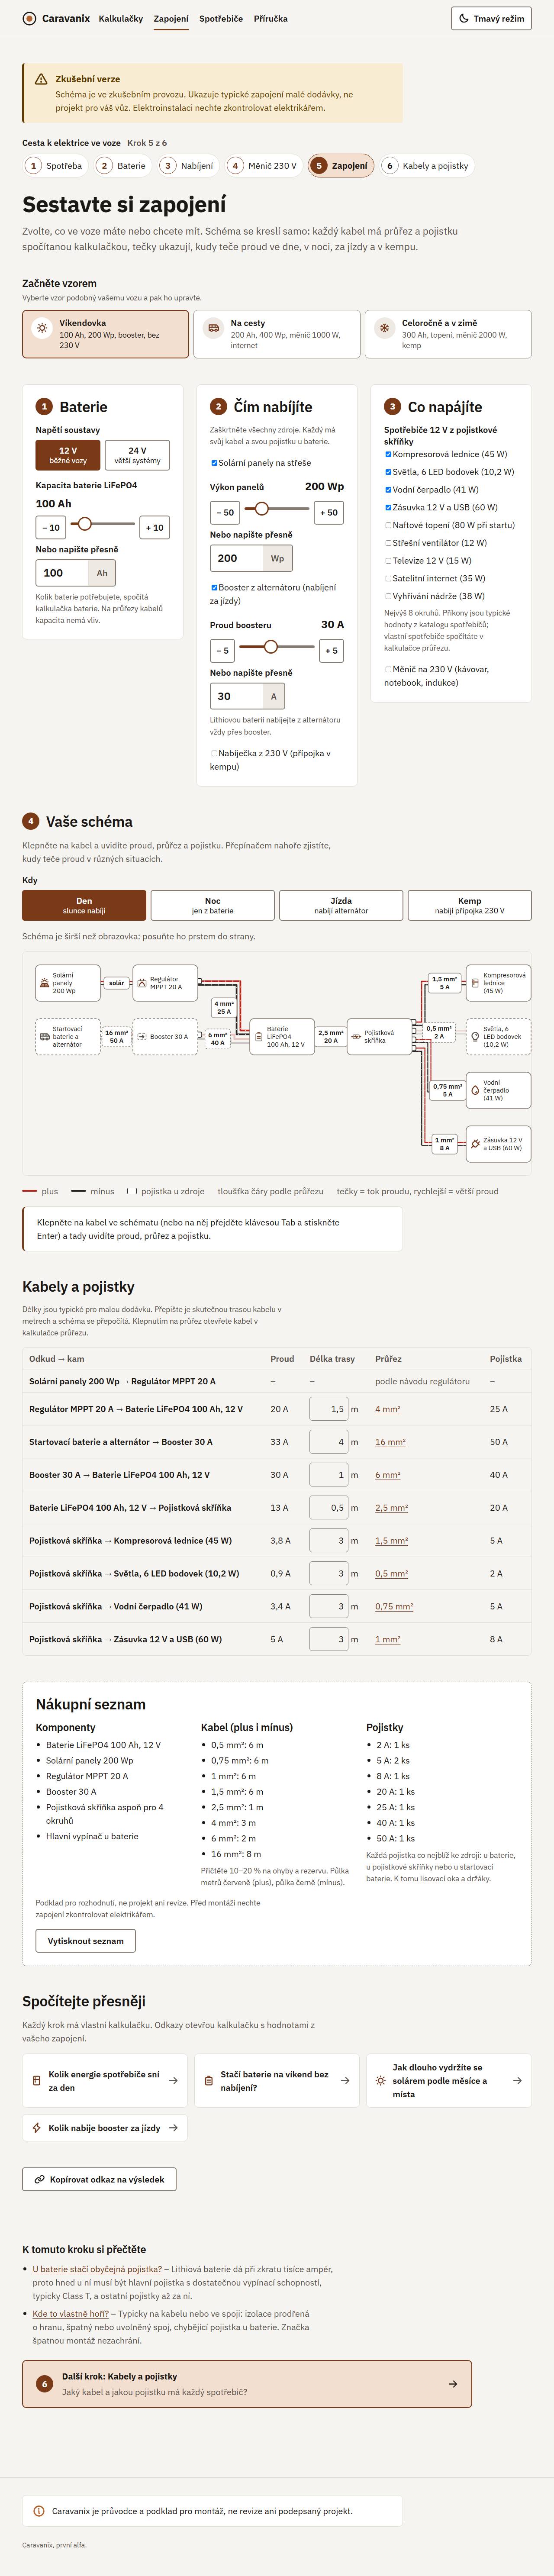 Caravanix Kalkulačky Zapojení Spotřebiče Příručka Tmavý režim
Zkušební verze
Schéma je ve zkušebním provozu. Ukazuje typické zapojení malé dodávky, ne
projekt pro váš vůz. Elektroinstalaci nechte zkontrolovat elektrikářem.
Cesta k elektrice ve voze Krok 5 z 6
1 Spotřeba 2 Baterie 3 Nabíjení 4 Měnič 230 V 5 Zapojení 6 Kabely a pojistky
Sestavte si zapojení
Zvolte, co ve voze máte nebo chcete mít. Schéma se kreslí samo: každý kabel má průřez a pojistku
spočítanou kalkulačkou, tečky ukazují, kudy teče proud ve dne, v noci, za jízdy a v kempu.
Začněte vzorem
Vyberte vzor podobný vašemu vozu a pak ho upravte.
Víkendovka
100 Ah, 200 Wp, booster, bez
230 V
Na cesty
200 Ah, 400 Wp, měnič 1000 W,
internet
Celoročně a v zimě
300 Ah, topení, měnič 2000 W,
kemp
1 Baterie
Napětí soustavy
12 V
běžné vozy
24 V
větší systémy
Kapacita baterie LiFePO4
100 Ah
– 10
+ 10
Nebo napište přesně
100 Ah
Kolik baterie potřebujete, spočítá
kalkulačka baterie. Na průřezy kabelů
kapacita nemá vliv.
2 Čím nabíjíte
Zaškrtněte všechny zdroje. Každý má
svůj kabel a svou pojistku u baterie.
Solární panely na střeše
Výkon panelů 200 Wp
– 50
+ 50
Nebo napište přesně
200 Wp
Booster z alternátoru (nabíjení
za jízdy)
Proud boosteru 30 A
– 5
+ 5
Nebo napište přesně
30 A
Lithiovou baterii nabíjejte z alternátoru
vždy přes booster.
Nabíječka z 230 V (přípojka v
kempu)
3 Co napájíte
Spotřebiče 12 V z pojistkové
skříňky
Kompresorová lednice (45 W)
Světla, 6 LED bodovek (10,2 W)
Vodní čerpadlo (41 W)
Zásuvka 12 V a USB (60 W)
Naftové topení (80 W při startu)
Střešní ventilátor (12 W)
Televize 12 V (15 W)
Satelitní internet (35 W)
Vyhřívání nádrže (38 W)
Nejvýš 8 okruhů. Příkony jsou typické
hodnoty z katalogu spotřebičů;
vlastní spotřebiče spočítáte v
kalkulačce průřezu.
Měnič na 230 V (kávovar,
notebook, indukce)
4 Vaše schéma
Klepněte na kabel a uvidíte proud, průřez a pojistku. Přepínačem nahoře zjistíte,
kudy teče proud v různých situacích.
Kdy
Den
slunce nabíjí
Noc
jen z baterie
Jízda
nabíjí alternátor
Kemp
nabíjí přípojka 230 V
Schéma je širší než obrazovka: posuňte ho prstem do strany.
Solární
panely
200 Wp
solár
Regulátor
MPPT 20 A
4 mm²
25 A
Startovací
baterie a
alternátor
16 mm²
50 A
Booster 30 A
6 mm²
40 A
Baterie
LiFePO4
100 Ah, 12 V
2,5 mm²
20 A
Pojistková
skříňka
1,5 mm²
5 A
Kompresorová
lednice
(45 W)
0,5 mm²
2 A
Světla, 6
LED bodovek
(10,2 W)
0,75 mm²
5 A
Vodní
čerpadlo
(41 W)
1 mm²
8 A
Zásuvka 12 V
a USB (60 W)
plus mínus pojistka u zdroje tloušťka čáry podle průřezu tečky = tok proudu, rychlejší = větší proud
Klepněte na kabel ve schématu (nebo na něj přejděte klávesou Tab a stiskněte
Enter) a tady uvidíte proud, průřez a pojistku.
Kabely a pojistky
Délky jsou typické pro malou dodávku. Přepište je skutečnou trasou kabelu v
metrech a schéma se přepočítá. Klepnutím na průřez otevřete kabel v
kalkulačce průřezu.
Odkud → kam Proud Délka trasy Průřez Pojistka
Solární panely 200 Wp → Regulátor MPPT 20 A – – podle návodu regulátoru –
Regulátor MPPT 20 A → Baterie LiFePO4 100 Ah, 12 V 20 A 1,5 m 4 mm² 25 A
Startovací baterie a alternátor → Booster 30 A 33 A 4 m 16 mm² 50 A
Booster 30 A → Baterie LiFePO4 100 Ah, 12 V 30 A 1 m 6 mm² 40 A
Baterie LiFePO4 100 Ah, 12 V → Pojistková skříňka 13 A 0,5 m 2,5 mm² 20 A
Pojistková skříňka → Kompresorová lednice (45 W) 3,8 A 3 m 1,5 mm² 5 A
Pojistková skříňka → Světla, 6 LED bodovek (10,2 W) 0,9 A 3 m 0,5 mm² 2 A
Pojistková skříňka → Vodní čerpadlo (41 W) 3,4 A 3 m 0,75 mm² 5 A
Pojistková skříňka → Zásuvka 12 V a USB (60 W) 5 A 3 m 1 mm² 8 A
Nákupní seznam
Komponenty
Baterie LiFePO4 100 Ah, 12 V
Solární panely 200 Wp
Regulátor MPPT 20 A
Booster 30 A
Pojistková skříňka aspoň pro 4
okruhů
Hlavní vypínač u baterie
Kabel (plus i mínus)
0,5 mm²: 6 m
0,75 mm²: 6 m
1 mm²: 6 m
1,5 mm²: 6 m
2,5 mm²: 1 m
4 mm²: 3 m
6 mm²: 2 m
16 mm²: 8 m
Přičtěte 10–20 % na ohyby a rezervu. Půlka
metrů červeně (plus), půlka černě (mínus).
Pojistky
2 A: 1 ks
5 A: 2 ks
8 A: 1 ks
20 A: 1 ks
25 A: 1 ks
40 A: 1 ks
50 A: 1 ks
Každá pojistka co nejblíž ke zdroji: u baterie,
u pojistkové skříňky nebo u startovací
baterie. K tomu lisovací oka a držáky.
Podklad pro rozhodnutí, ne projekt ani revize. Před montáží nechte
zapojení zkontrolovat elektrikářem.
Vytisknout seznam
Spočítejte přesněji
Každý krok má vlastní kalkulačku. Odkazy otevřou kalkulačku s hodnotami z
vašeho zapojení.
Kolik energie spotřebiče sní
za den
Stačí baterie na víkend bez
nabíjení?
Jak dlouho vydržíte se
solárem podle měsíce a
místa
Kolik nabije booster za jízdy
Kopírovat odkaz na výsledek
K tomuto kroku si přečtěte
U baterie stačí obyčejná pojistka? – Lithiová baterie dá při zkratu tisíce ampér,
proto hned u ní musí být hlavní pojistka s dostatečnou vypínací schopností,
typicky Class T, a ostatní pojistky až za ní.
Kde to vlastně hoří? – Typicky na kabelu nebo ve spoji: izolace prodřená
o hranu, špatný nebo uvolněný spoj, chybějící pojistka u baterie. Značka
špatnou montáž nezachrání.
6 Další krok: Kabely a pojistky
Jaký kabel a jakou pojistku má každý spotřebič?
Caravanix je průvodce a podklad pro montáž, ne revize ani podepsaný projekt.
Caravanix, první alfa.